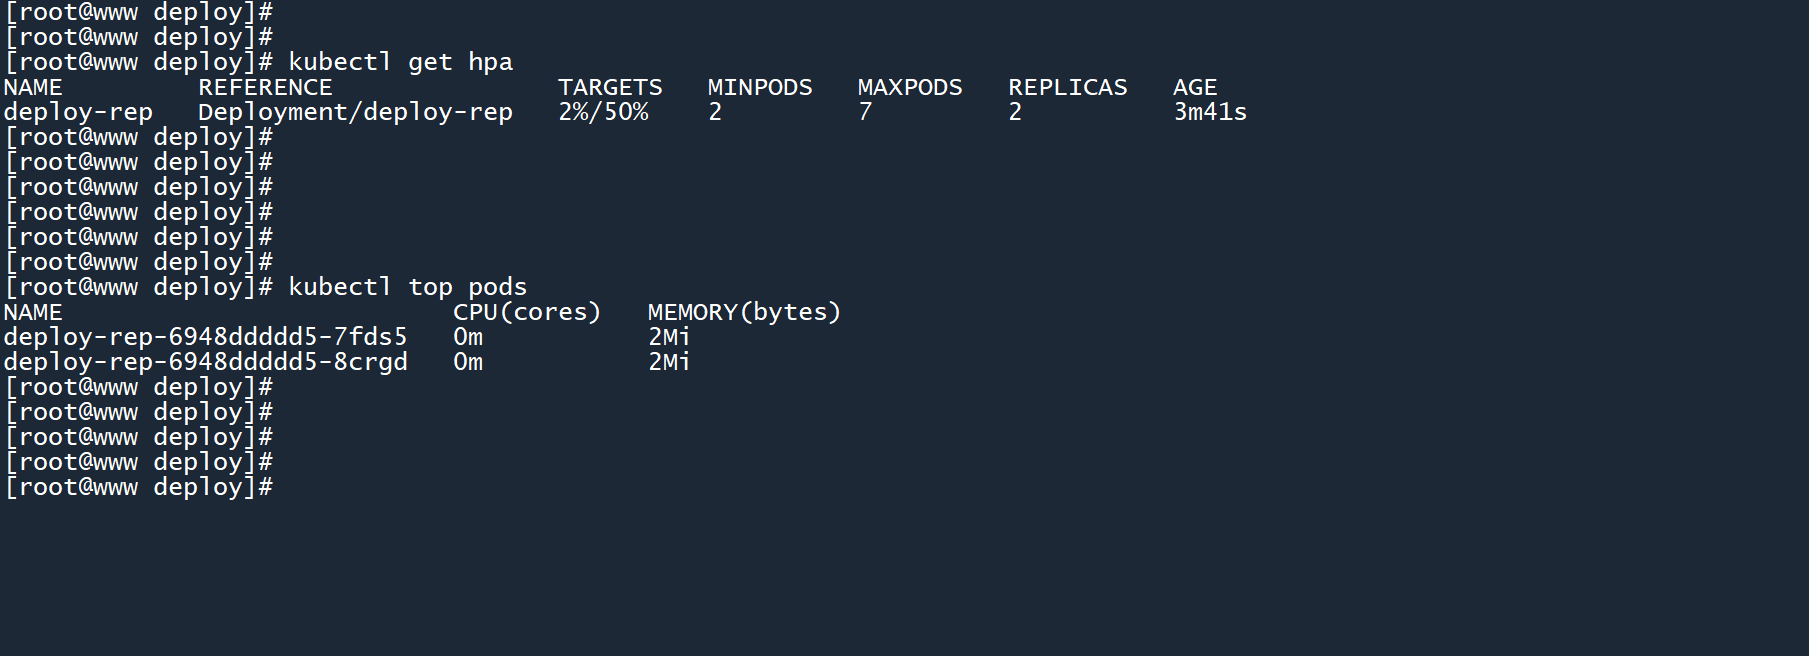 [root@www deploy]#
[root@www deploy]#
[root@www deploy]# kubectl get hpa
NAME         REFERENCE               TARGETS   MINPODS   MAXPODS   REPLICAS   AGE
deploy-rep   Deployment/deploy-rep   2%/50%    2         7         2          3m41s
[root@www deploy]#
[root@www deploy]#
[root@www deploy]#
[root@www deploy]#
[root@www deploy]#
[root@www deploy]#
[root@www deploy]# kubectl top pods
NAME                          CPU(cores)   MEMORY(bytes)
deploy-rep-6948ddddd5-7fds5   0m           2Mi
deploy-rep-6948ddddd5-8crgd   0m           2Mi
[root@www deploy]#
[root@www deploy]#
[root@www deploy]#
[root@www deploy]#
[root@www deploy]#